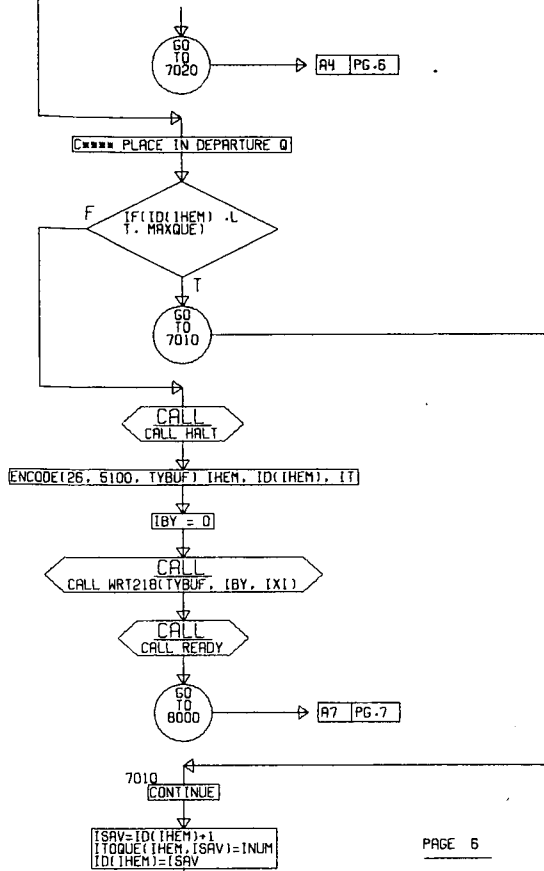 GO
TO
7020
A4 PG.6
C**** PLACE IN DEPARTURE Q
F
IF(ID(IHEM) .L
T. MAXQUE)
T
GO
TO
7010
CALL
CALL HALT
ENCODE(26, 5100, TYBUF) IHEM, ID(IHEM), IT
IBY = 0
CALL
CALL WRT218(TYBUF, IBY, IXI)
CALL
CALL READY
GO
TO
8000
A7 PG.7
7010
CONTINUE
ISAV=ID(IHEM)+1
ITOQUE(IHEM,ISAV)=INUM
ID(IHEM)=ISAV
PAGE 6